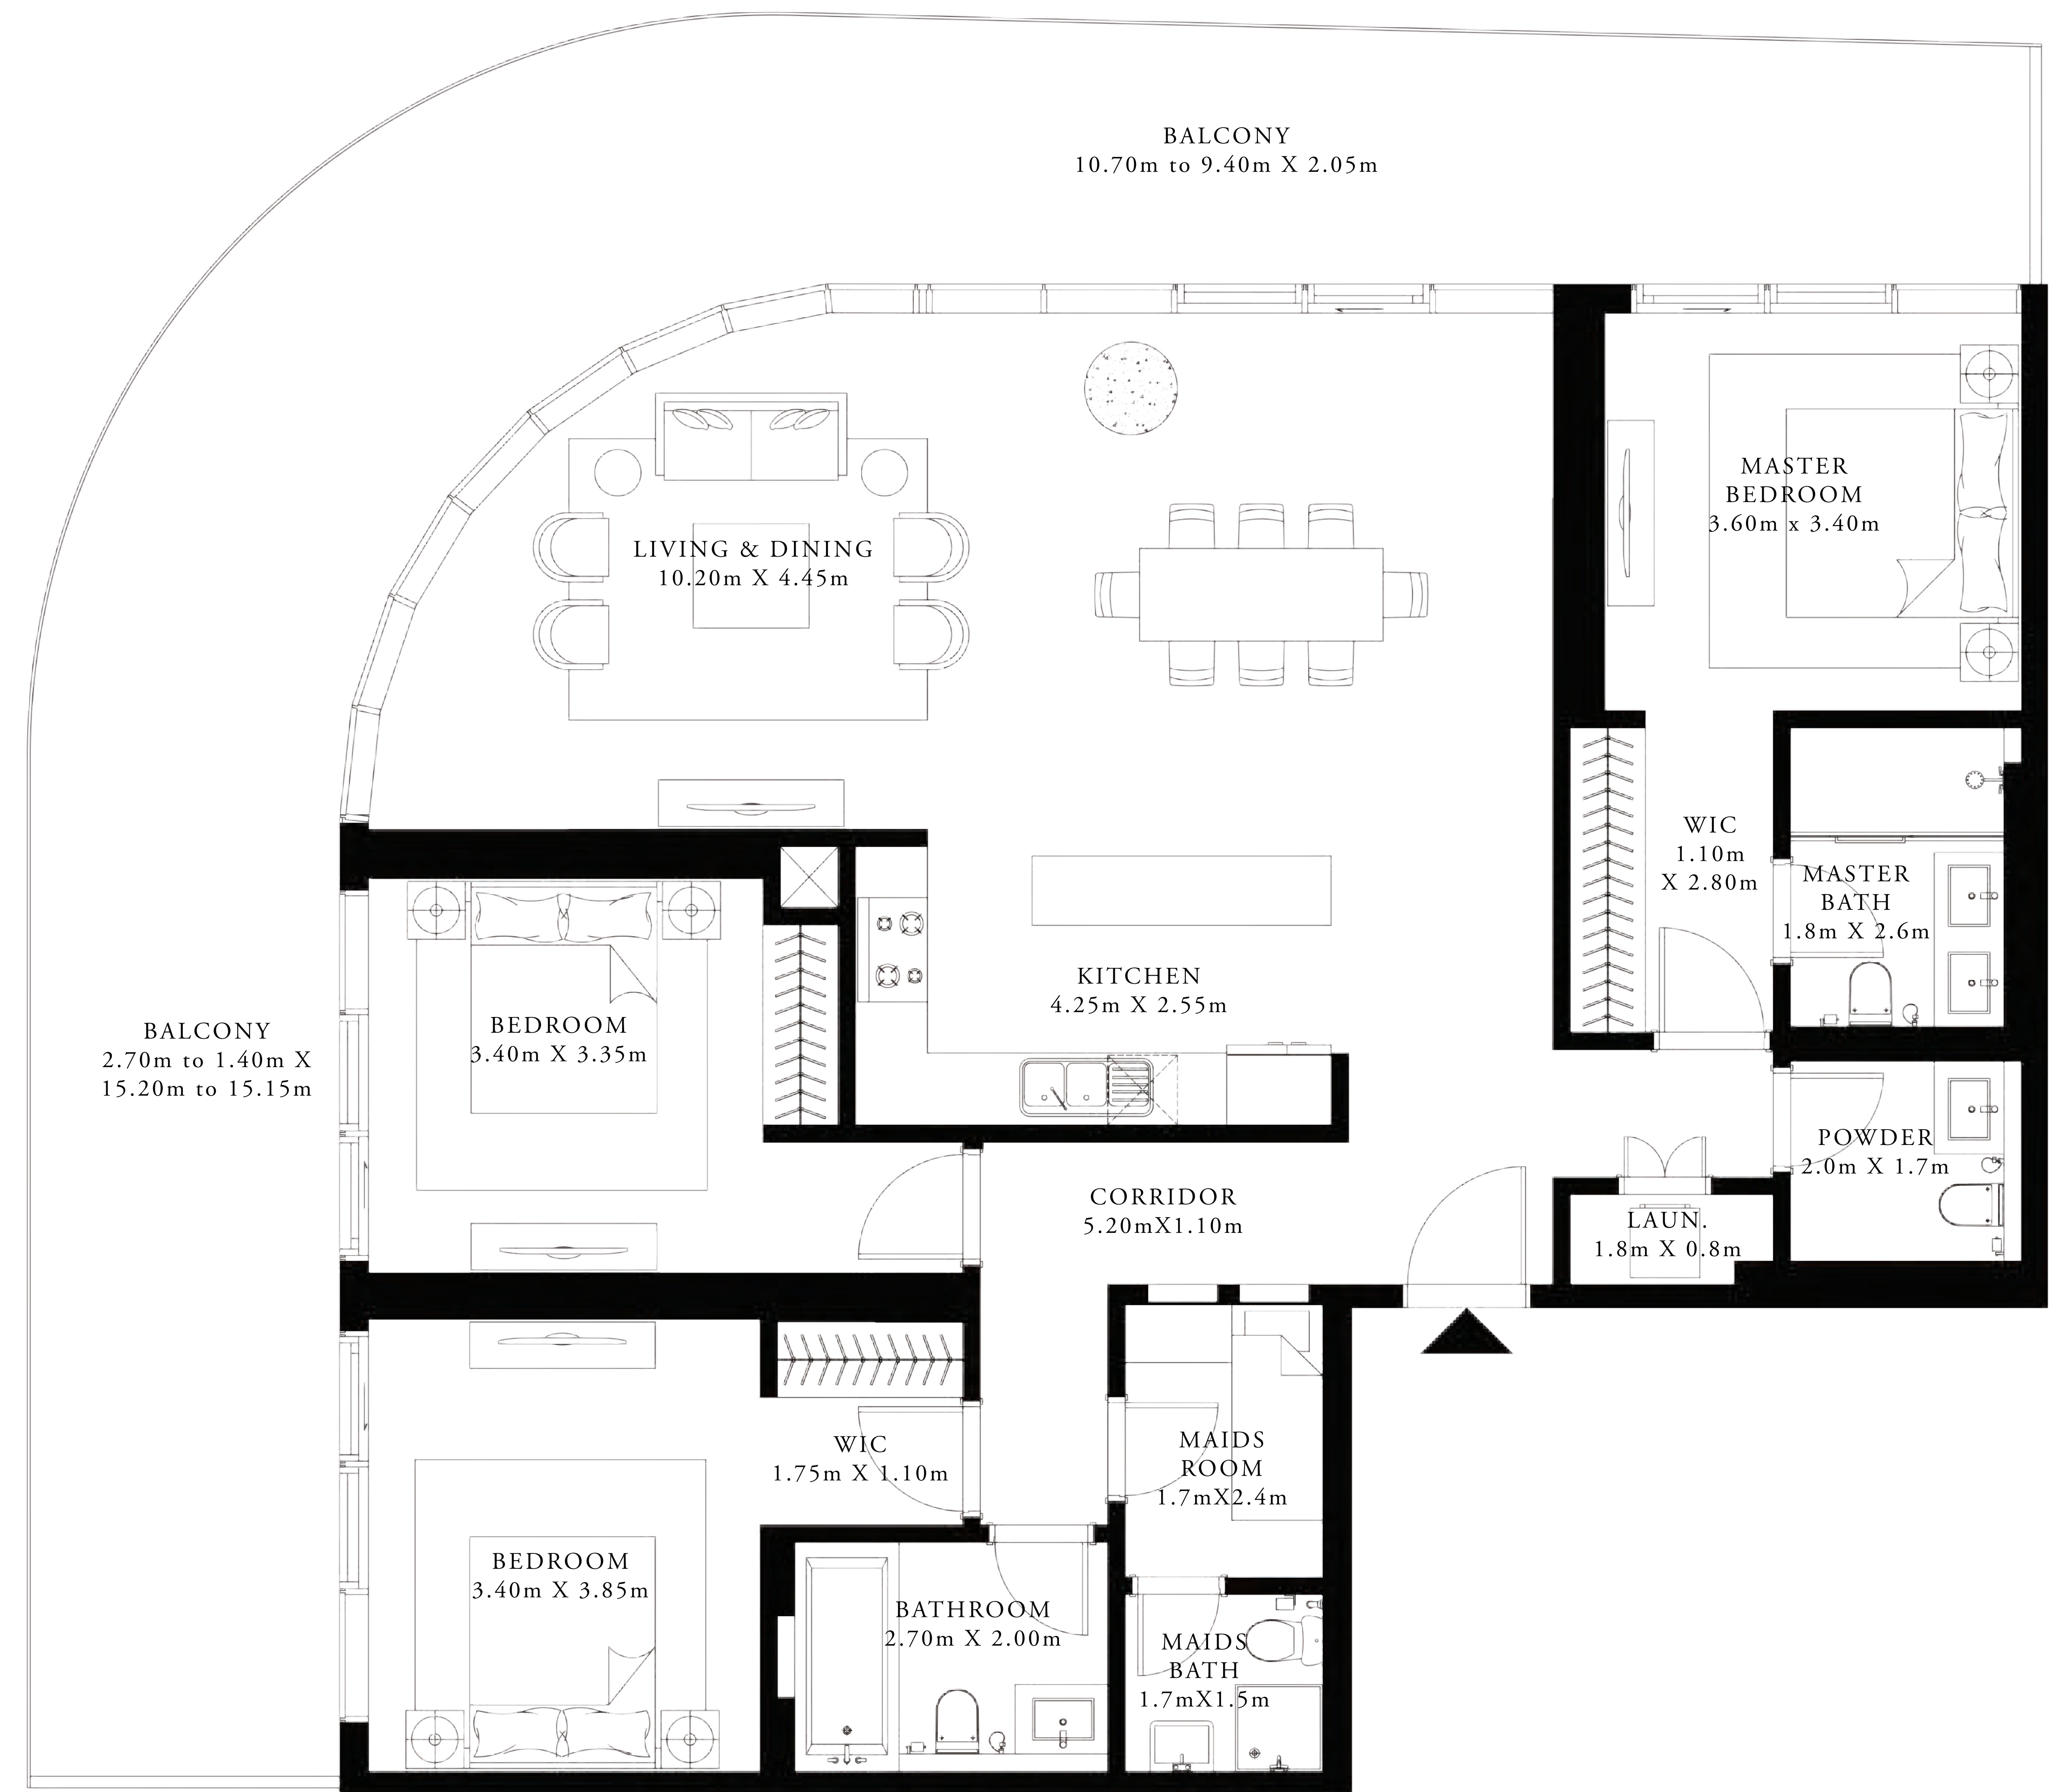 BALCONY
10.70m to 9.40m X 2.05m
MASTER
BEDROOM
3.60m x 3.40m
LIVING & DINING
10.20m X 4.45m
WIC
1.10m
X 2.80m
MASTER
BATH
1.8m X 2.6m
KITCHEN
4.25m X 2.55m
BEDROOM
3.40m X 3.35m
BALCONY
2.70m to 1.40m X
15.20m to 15.15m
POWDER
2.0m X 1.7m
CORRIDOR
5.20mX1.10m
LAUN.
1.8m X 0.8m
WIC
1.75m X 1.10m
MAIDS
ROOM
1.7mX2.4m
BEDROOM
3.40m X 3.85m
BATHROOM
2.70m X 2.00m
MAIDS
BATH
1.7mX1.5m